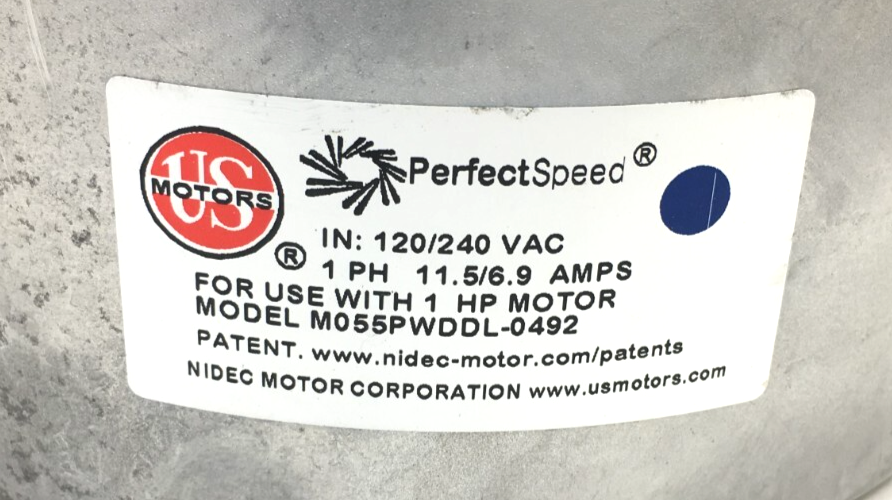 US
MOTORS
®
PerfectSpeed®
IN: 120/240 VAC
1 PH 11.5/6.9 AMPS
FOR USE WITH 1 HP MOTOR
MODEL M055PWDDL-0492
PATENT. www.nidec-motor.com/patents
NIDEC MOTOR CORPORATION www.usmotors.com